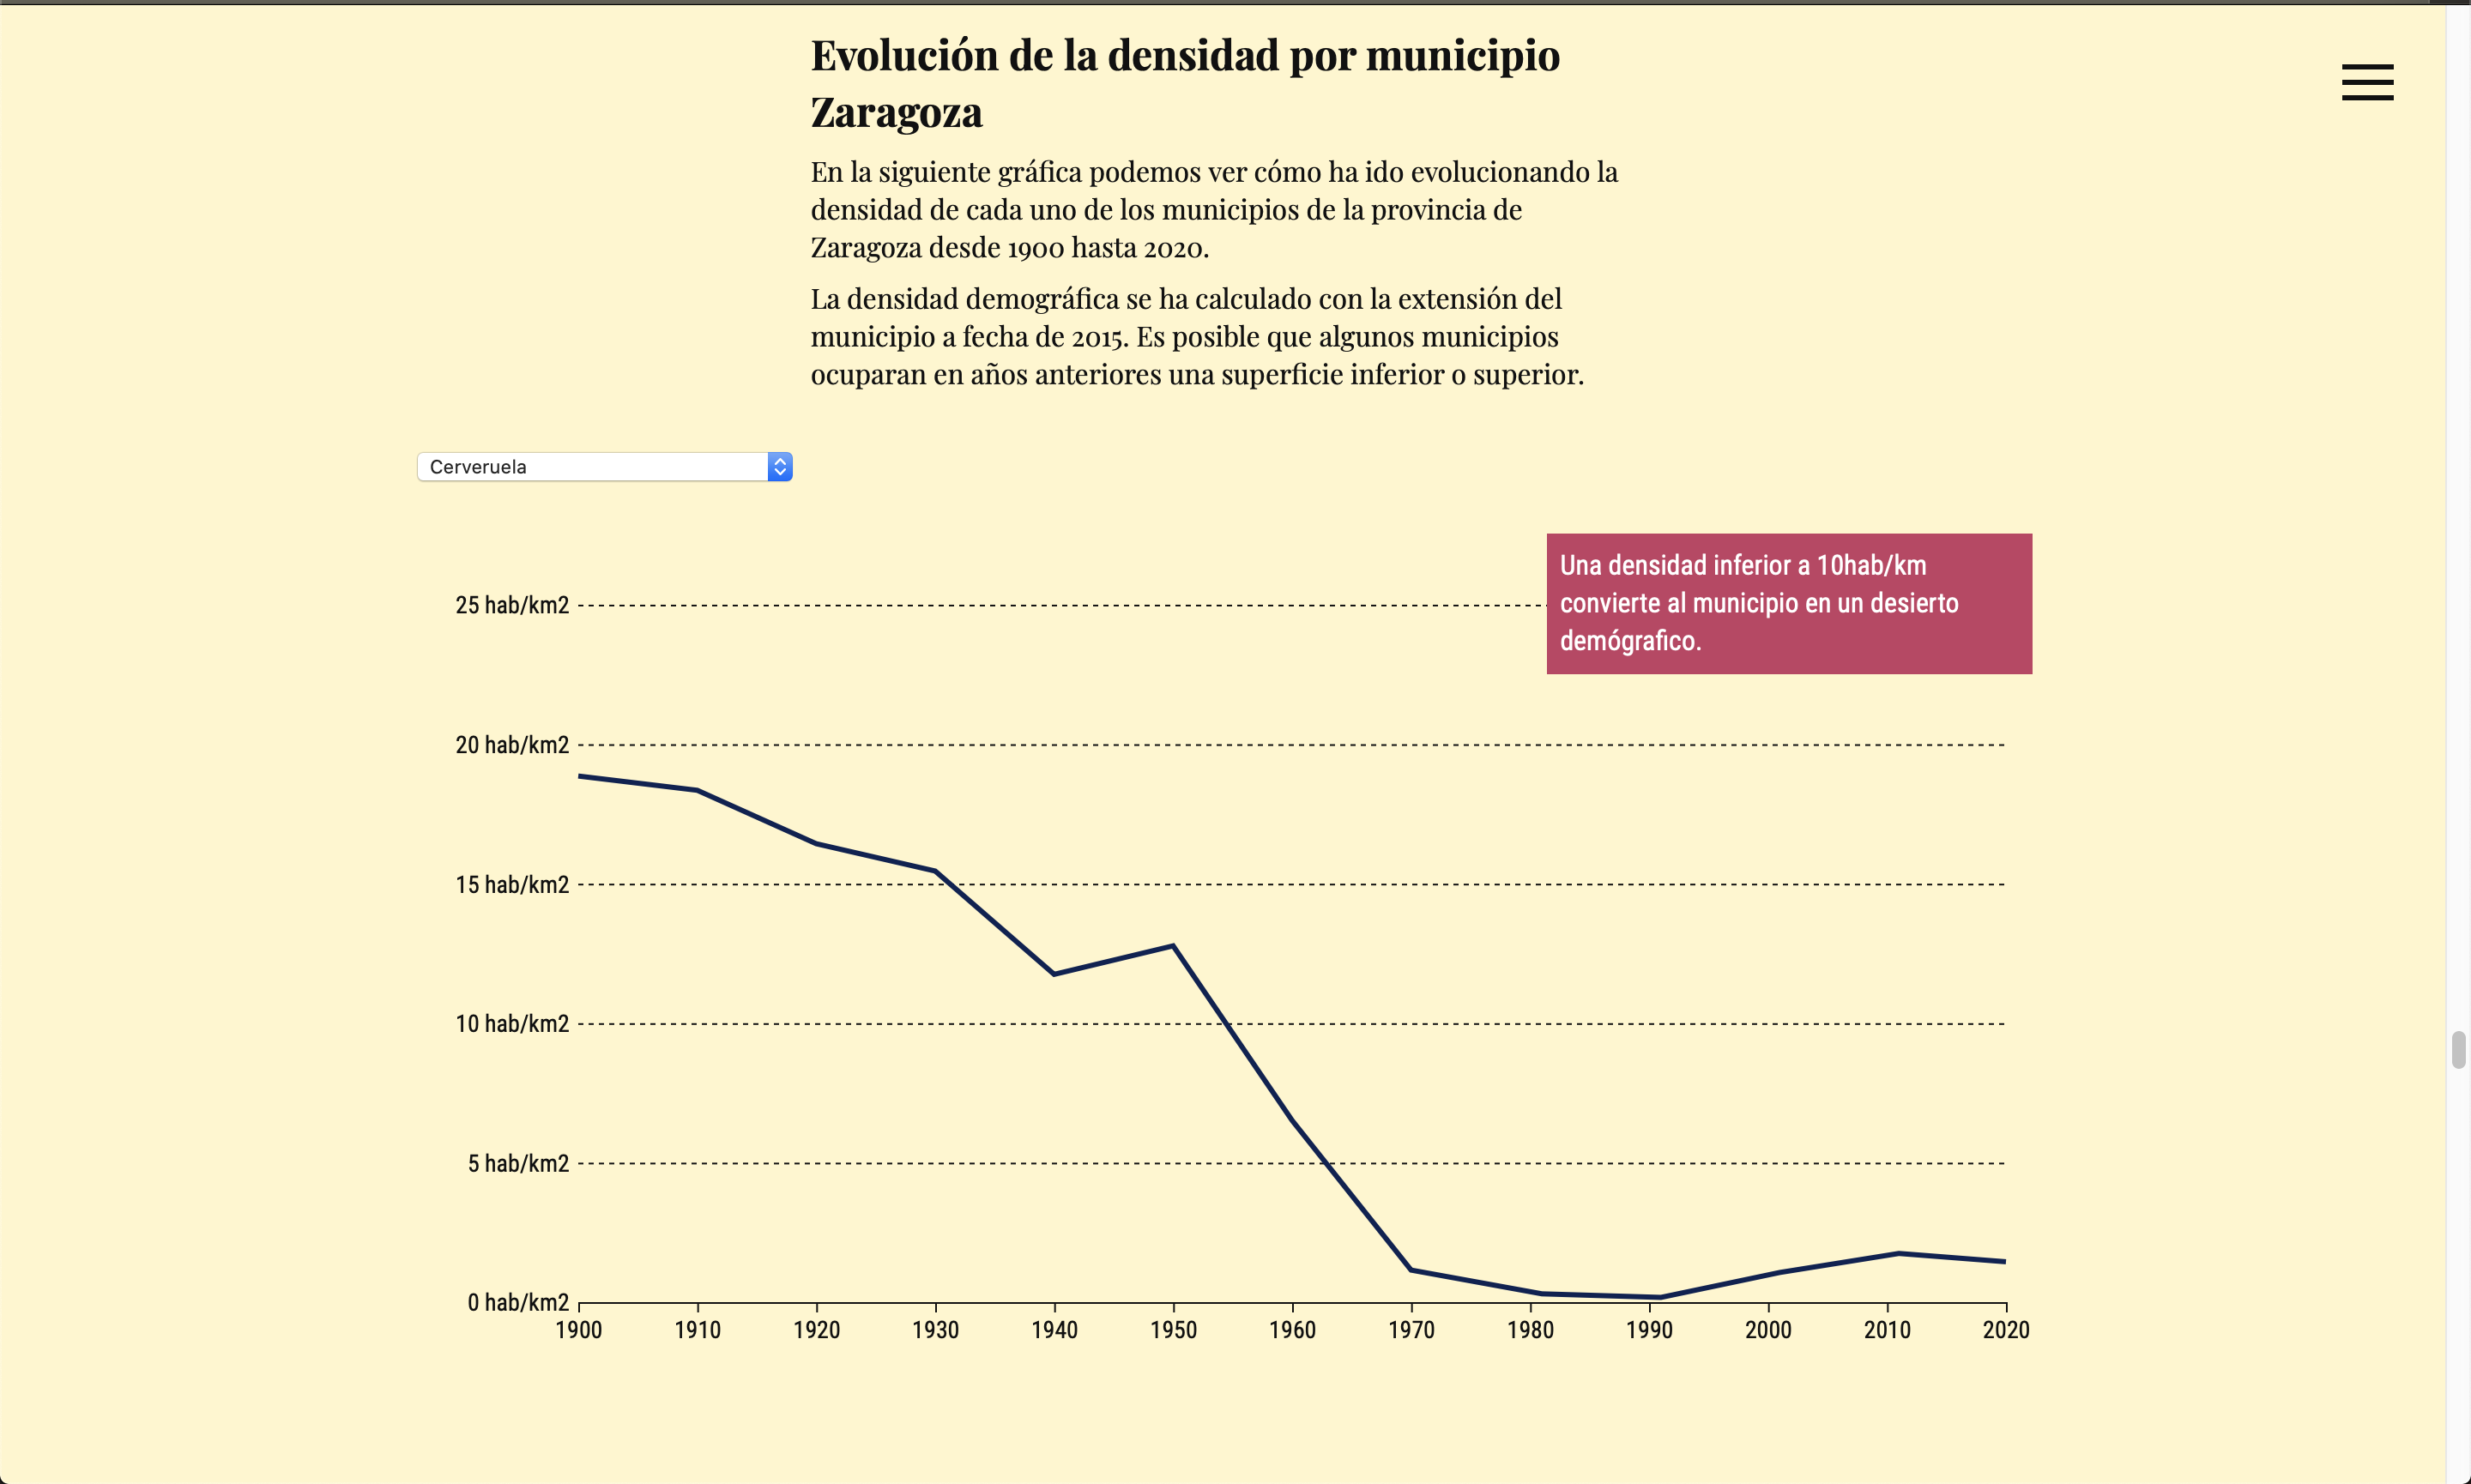 Evolución de la densidad por municipio
Zaragoza
En la siguiente gráfica podemos ver cómo ha ido evolucionando la
densidad de cada uno de los municipios de la provincia de
Zaragoza desde 1900 hasta 2020.
La densidad demográfica se ha calculado con la extensión del
municipio a fecha de 2015. Es posible que algunos municipios
ocuparan en años anteriores una superficie inferior o superior.
Cerveruela
Una densidad inferior a 10hab/km
convierte al municipio en un desierto
demógrafico.
25 hab/km2
20 hab/km2
15 hab/km2
10 hab/km2
5 hab/km2
0 hab/km2
1900 1910 1920 1930 1940 1950 1960 1970 1980 1990 2000 2010 2020